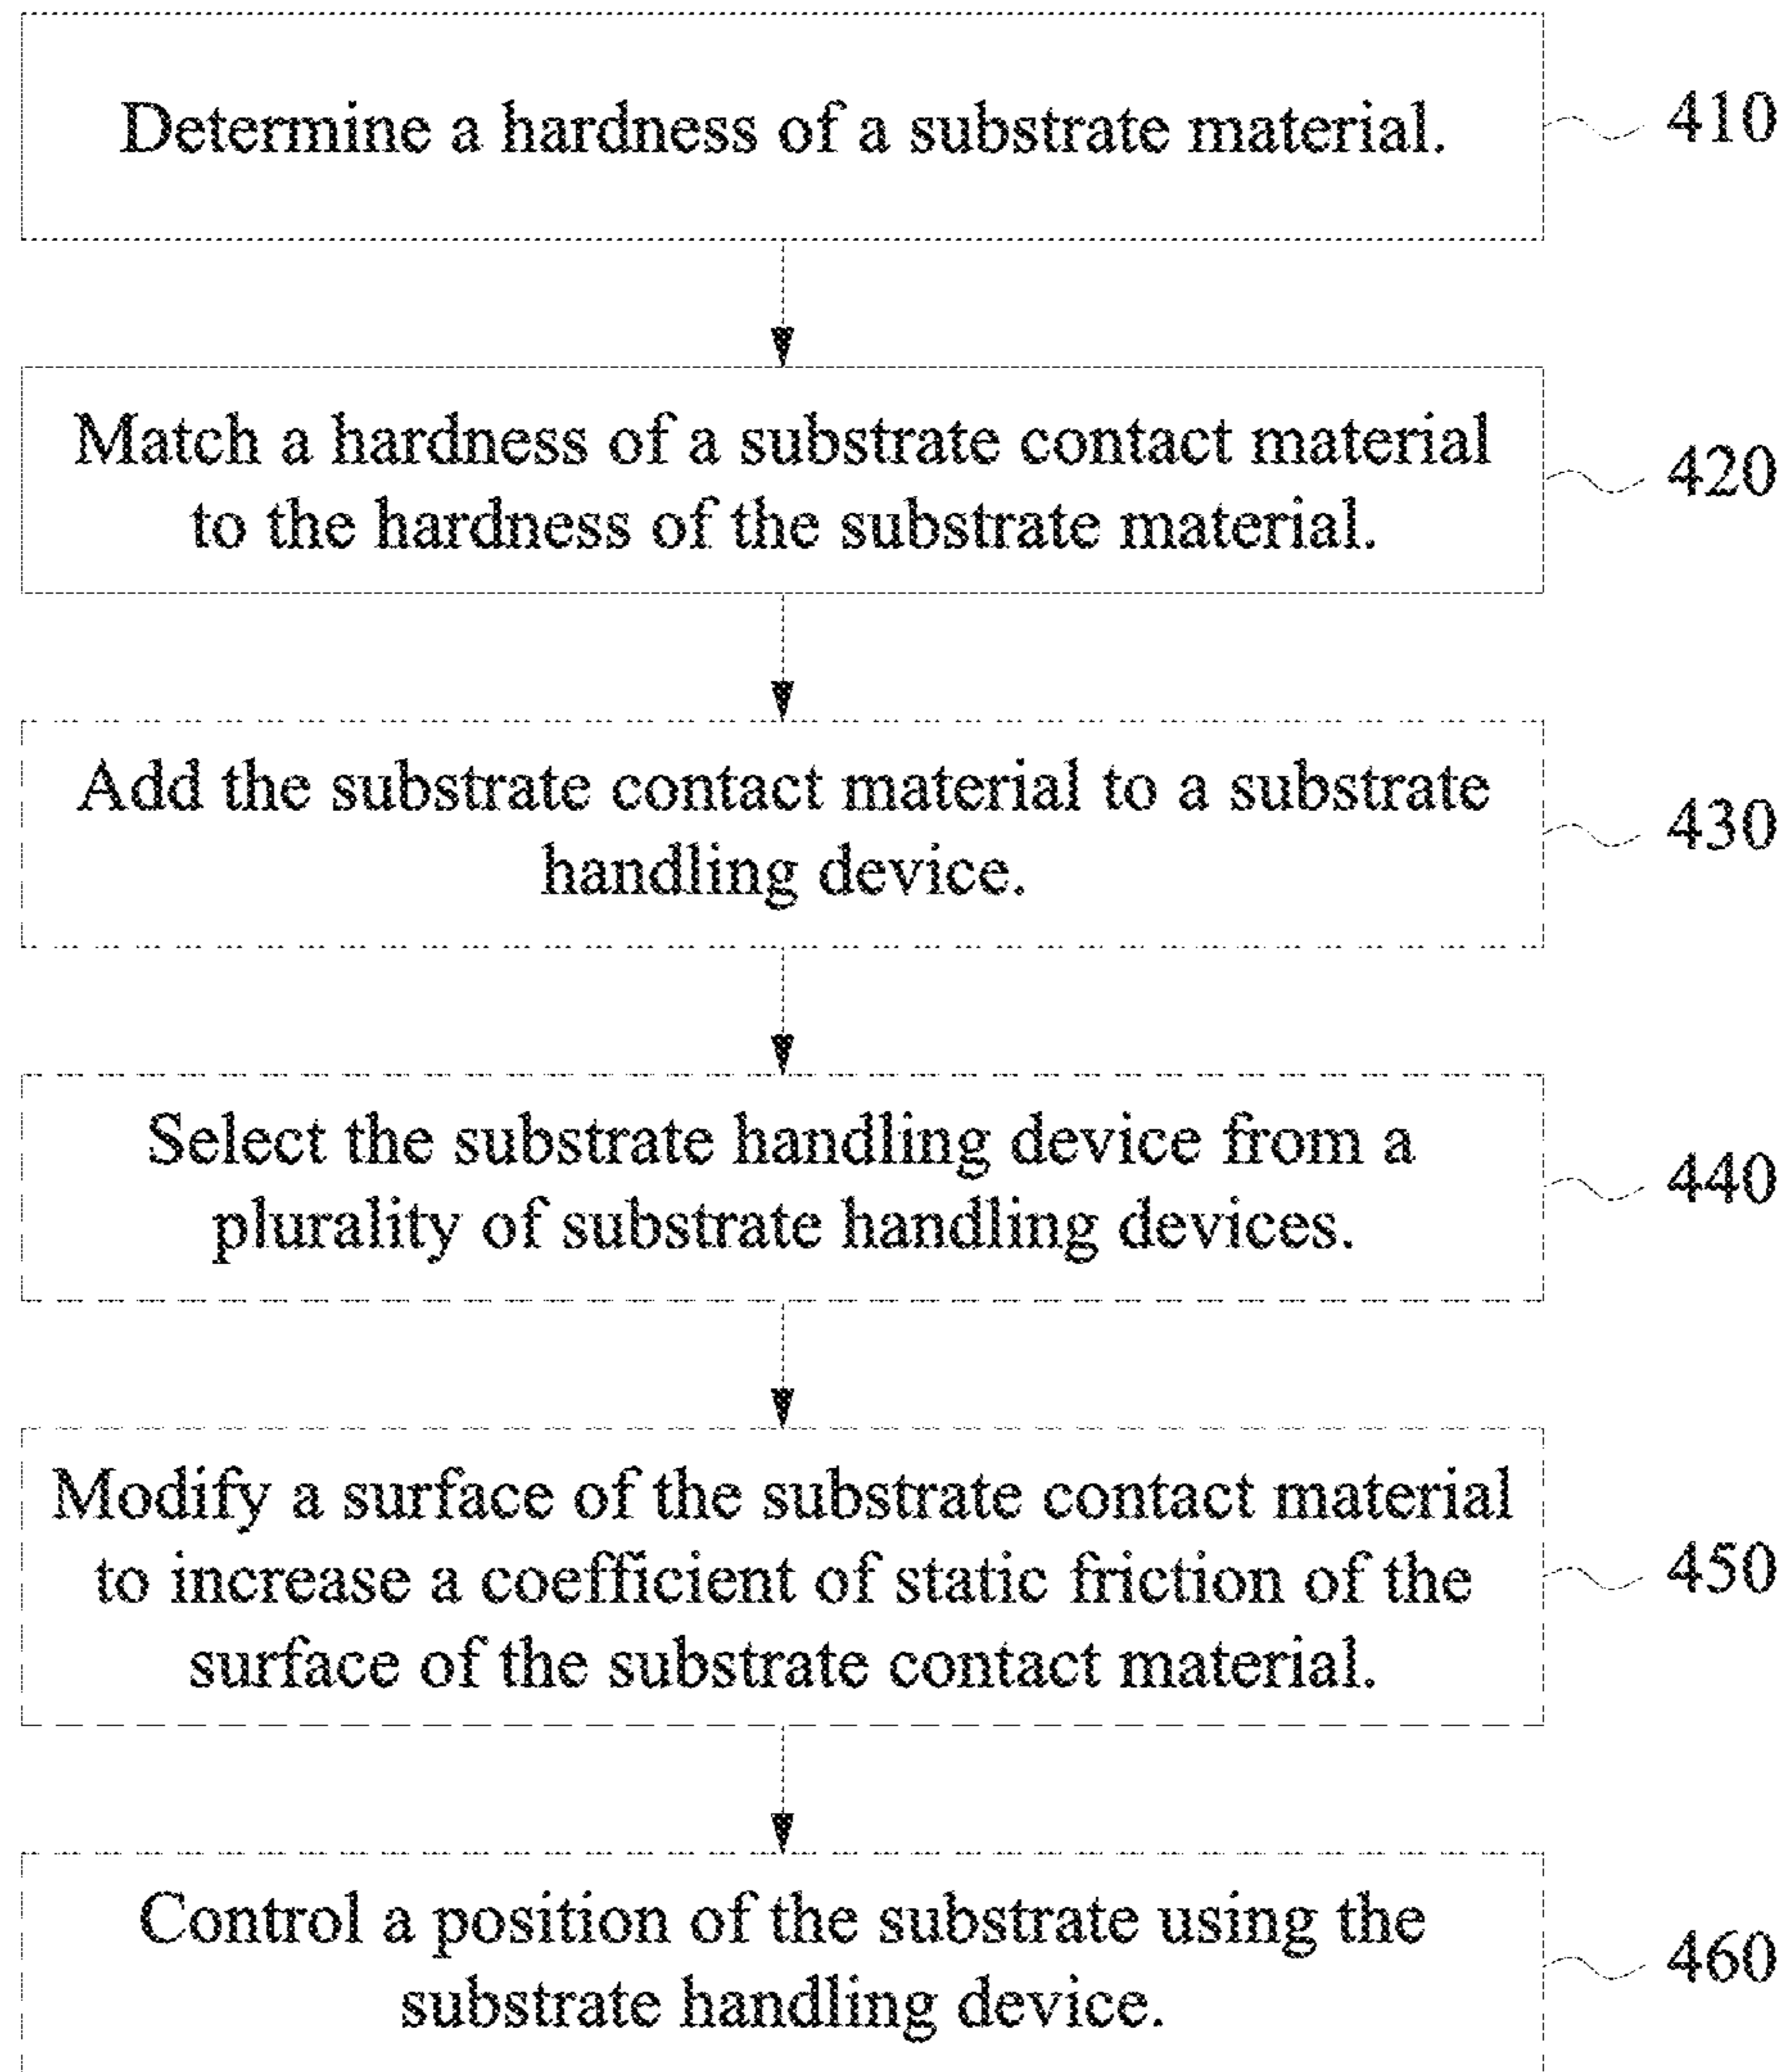 Determine a hardness of a substrate material.
410
Match a hardness of a substrate contact material
to the hardness of the substrate material.
420
Add the substrate contact material to a substrate
handling device.
430
Select the substrate handling device from a
plurality of substrate handling devices.
440
Modify a surface of the substrate contact material
to increase a coefficient of static friction of the
surface of the substrate contact material.
450
Control a position of the substrate using the
substrate handling device.
460